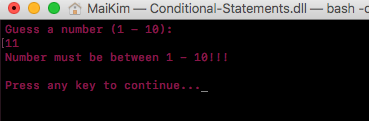 MaiKim — Conditional-Statements.dll — bash -c
Guess a number (1 - 10):
11
Number must be between 1 - 10!!!
Press any key to continue..._